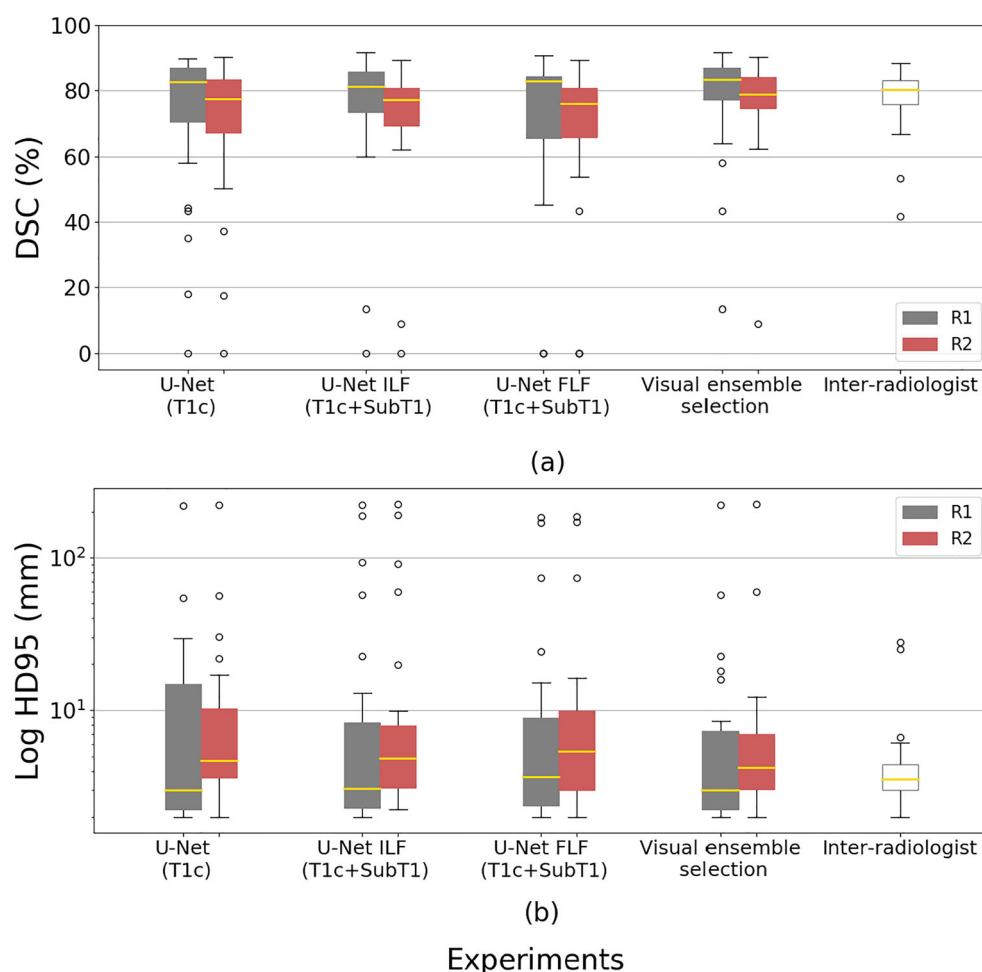 100
80
60
40
20
0
DSC (%)
R1
R2
U-Net
(T1c)
U-Net ILF
(T1c+SubT1)
U-Net FLF
(T1c+SubT1)
Visual ensemble
selection
Inter-radiologist
(a)
10²
10¹
Log HD95 (mm)
R1
R2
U-Net
(T1c)
U-Net ILF
(T1c+SubT1)
U-Net FLF
(T1c+SubT1)
Visual ensemble
selection
Inter-radiologist
(b)
Experiments